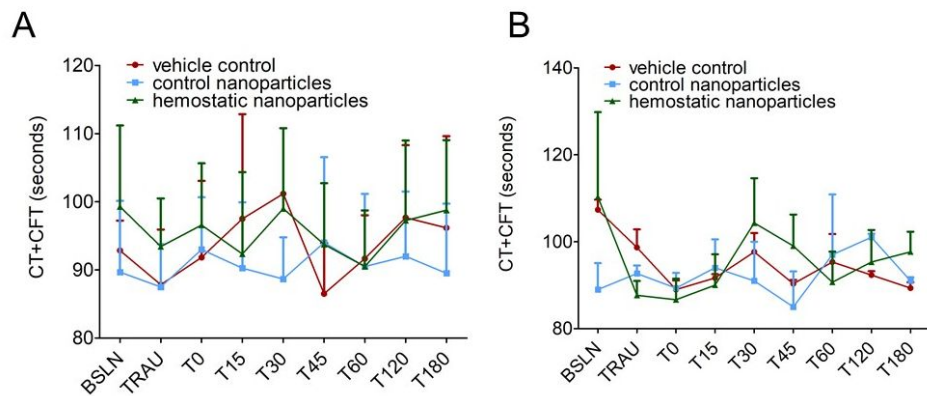 A
CT+CFT (seconds)
120
110
100
90
80
vehicle control
control nanoparticles
hemostatic nanoparticles
BSLN
TRAU
T0
T15
T30
T45
T60
T120
T180
B
CT+CFT (seconds)
140
120
100
80
vehicle control
control nanoparticles
hemostatic nanoparticles
BSLN
TRAU
T0
T15
T30
T45
T60
T120
T180